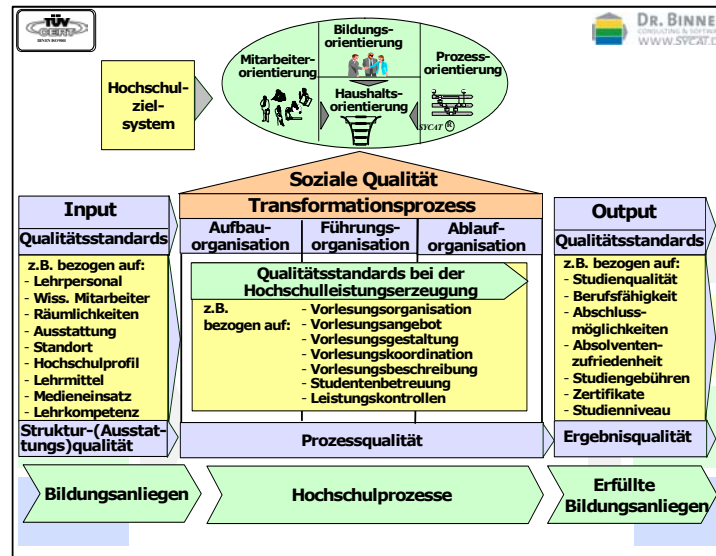 TÜV
CERT
DR. BINNE
CONSULTING & SOFTWA
WWW.SYCAT.D
Hochschul-
ziel-
system
Bildungs-
orientierung
Mitarbeiter-
orientierung
Prozess-
orientierung
Haushalts-
orientierung
SYCAT ®
Soziale Qualität
Transformationsprozess
Aufbau-
organisation
Führungs-
organisation
Ablauf-
organisation
Qualitätsstandards bei der
Hochschulleistungserzeugung
z.B.
bezogen auf:
- Vorlesungsorganisation
- Vorlesungsangebot
- Vorlesungsgestaltung
- Vorlesungskoordination
- Vorlesungsbeschreibung
- Studentenbetreuung
- Leistungskontrollen
Prozessqualität
Input
Qualitätsstandards
z.B. bezogen auf:
- Lehrpersonal
- Wiss. Mitarbeiter
- Räumlichkeiten
- Ausstattung
- Standort
- Hochschulprofil
- Lehrmittel
- Medieneinsatz
- Lehrkompetenz
Struktur-(Ausstat-
tungs)qualität
Output
Qualitätsstandards
z.B. bezogen auf:
- Studienqualität
- Berufsfähigkeit
- Abschluss-
möglichkeiten
- Absolventen-
zufriedenheit
- Studiengebühren
- Zertifikate
- Studienniveau
Ergebnisqualität
Bildungsanliegen
Hochschulprozesse
Erfüllte
Bildungsanliegen